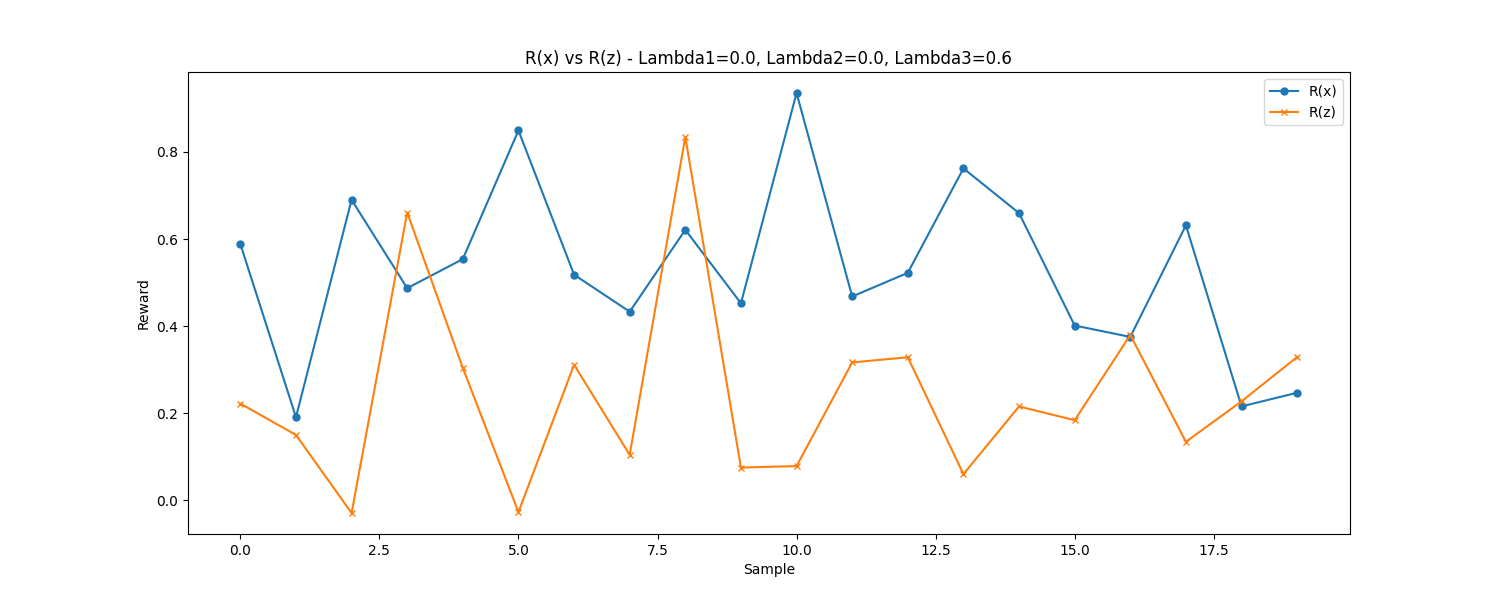 R(x) vs R(z) - Lambda1=0.0, Lambda2=0.0, Lambda3=0.6
R(x)
R(z)
Reward
0.8
0.6
0.4
0.2
0.0
0.0 2.5 5.0 7.5 10.0 12.5 15.0 17.5
Sample